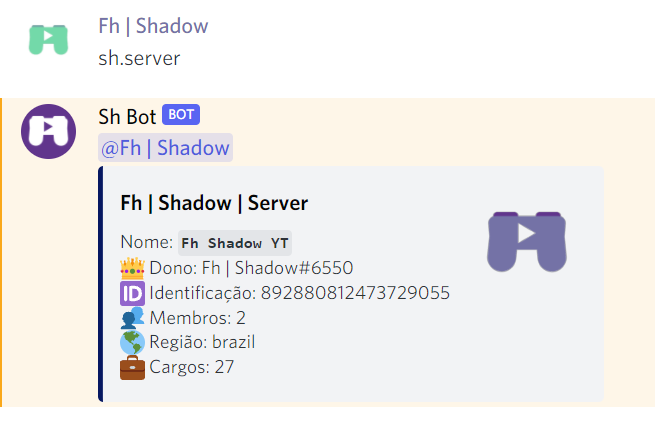 Fh | Shadow
sh.server
Sh Bot BOT
@Fh | Shadow
Fh | Shadow | Server
Nome: Fh Shadow YT
👑 Dono: Fh | Shadow#6550
🆔 Identificação: 892880812473729055
👥 Membros: 2
🌎 Região: brazil
💼 Cargos: 27